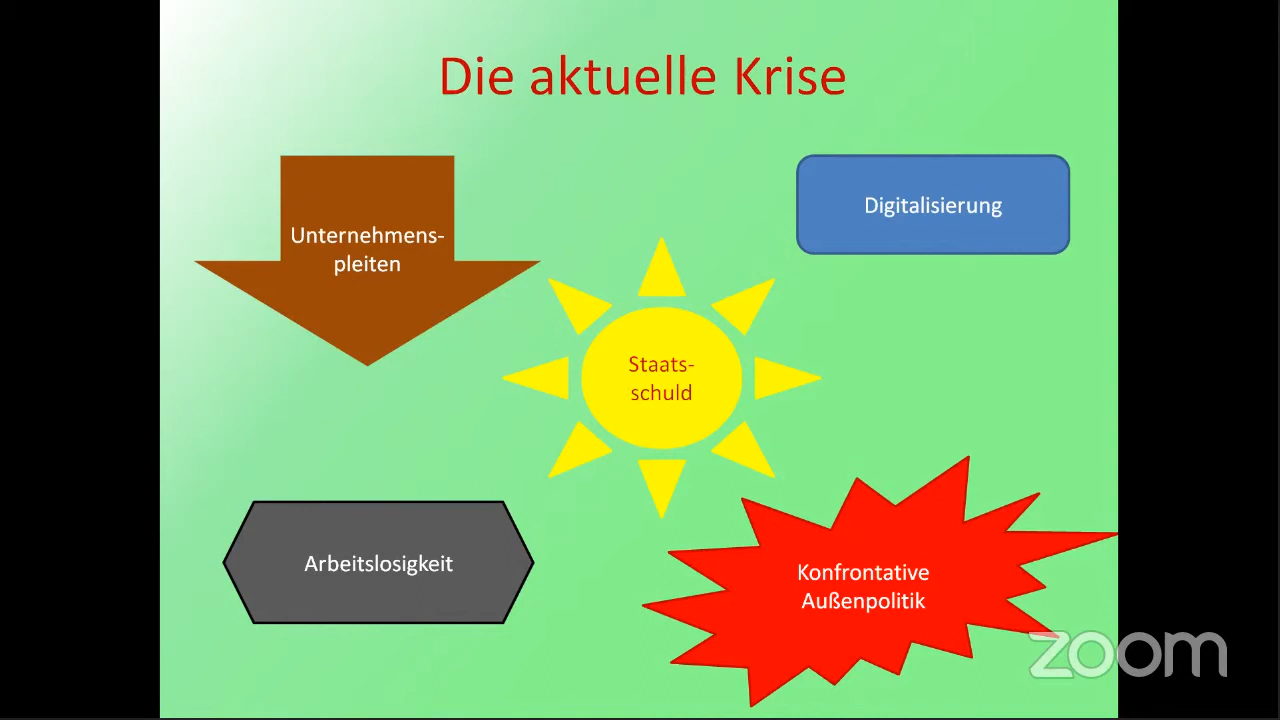 Die aktuelle Krise
Unternehmens-
pleiten
Digitalisierung
Staats-
schuld
Arbeitslosigkeit
Konfrontative
Außenpolitik
zoom